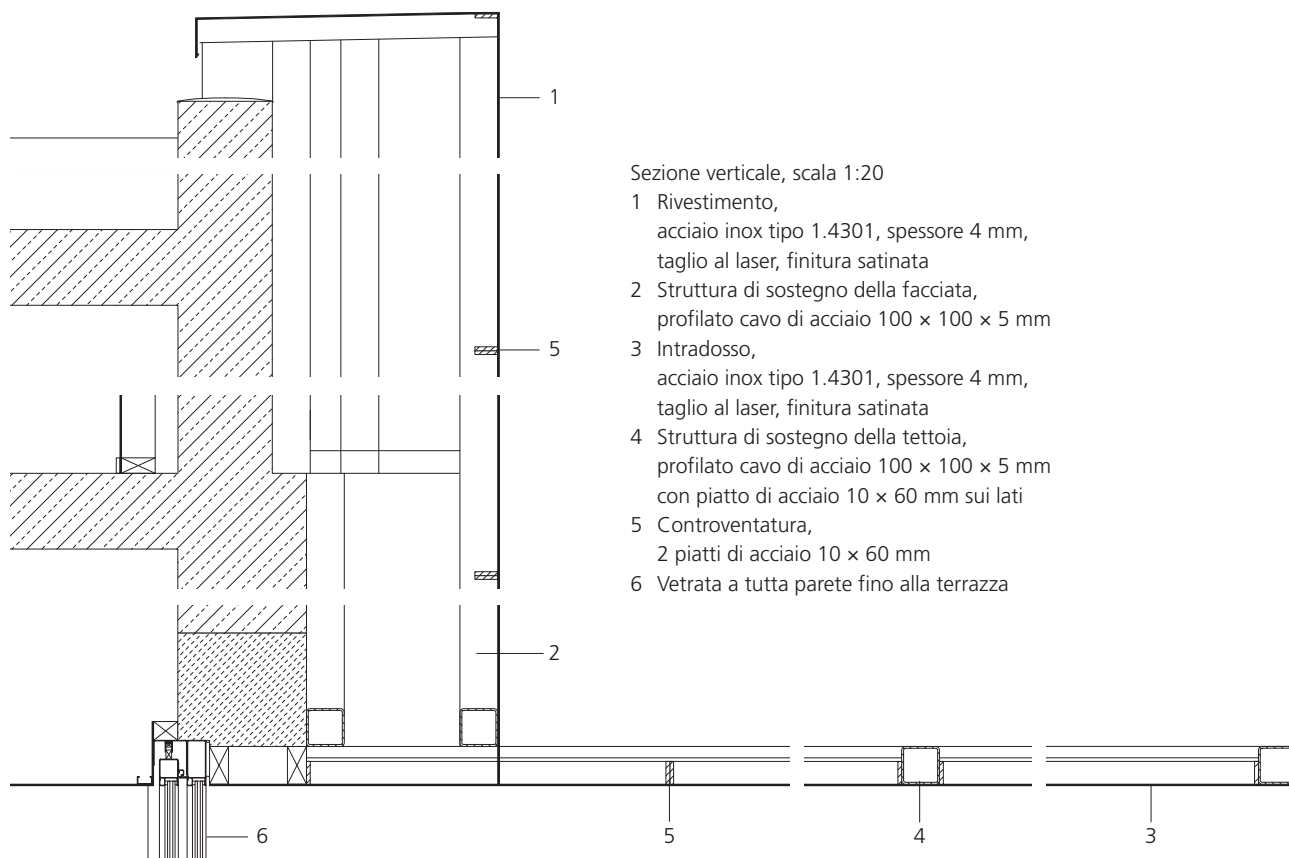 1
Sezione verticale, scala 1:20
1 Rivestimento,
acciaio inox tipo 1.4301, spessore 4 mm,
taglio al laser, finitura satinata
2 Struttura di sostegno della facciata,
profilato cavo di acciaio 100 × 100 × 5 mm
3 Intradosso,
acciaio inox tipo 1.4301, spessore 4 mm,
taglio al laser, finitura satinata
4 Struttura di sostegno della tettoia,
profilato cavo di acciaio 100 × 100 × 5 mm
con piatto di acciaio 10 × 60 mm sui lati
5 Controventatura,
2 piatti di acciaio 10 × 60 mm
6 Vetrata a tutta parete fino alla terrazza
5
2
6
5
4
3